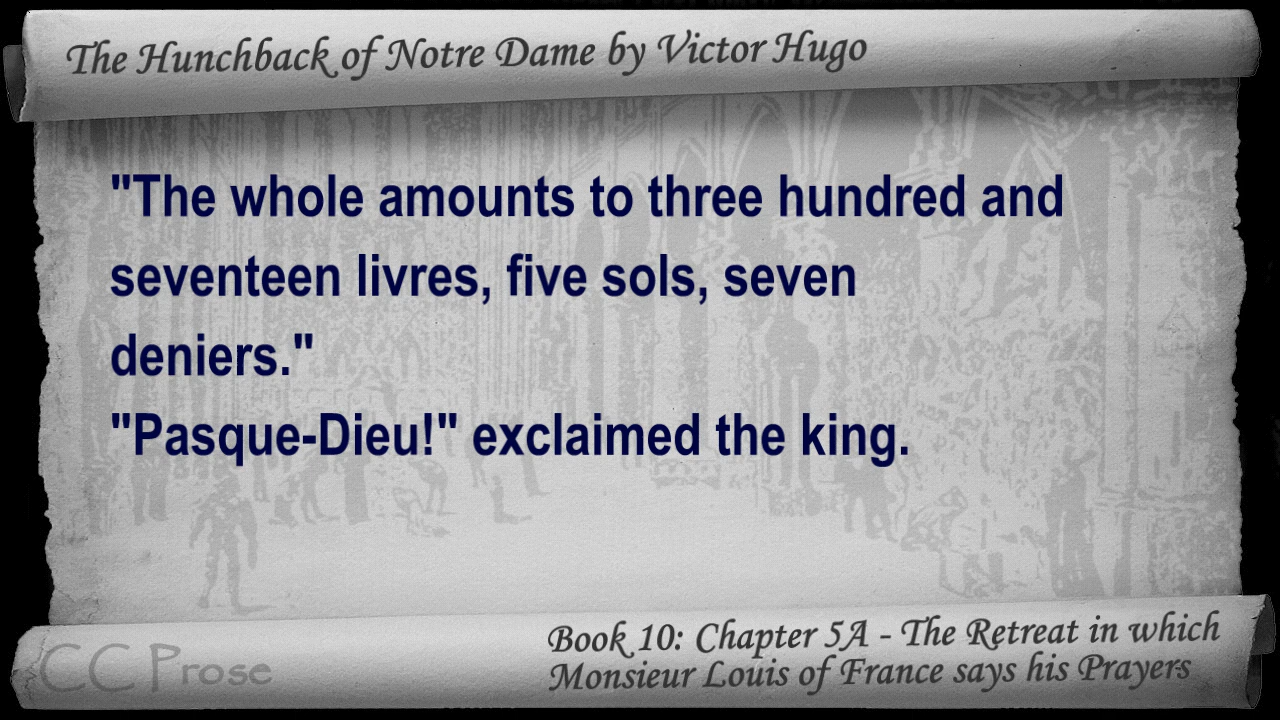 The Hunchback of Notre Dame by Victor Hugo
"The whole amounts to three hundred and
seventeen livres, five sols, seven
deniers."
"Pasque-Dieu!" exclaimed the king.
CC Prose
Book 10: Chapter 5A - The Retreat in which
Monsieur Louis of France says his Prayers